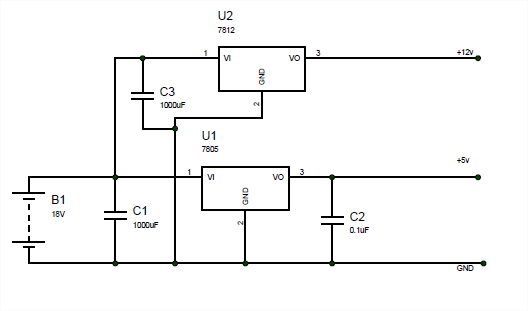 U2
7812
1 VI VO 3 +12v
GND
2
C3
1000uF
U1
7805
1 VI VO 3 +5v
GND
2
B1
18V
C1
1000uF
C2
0.1uF
GND